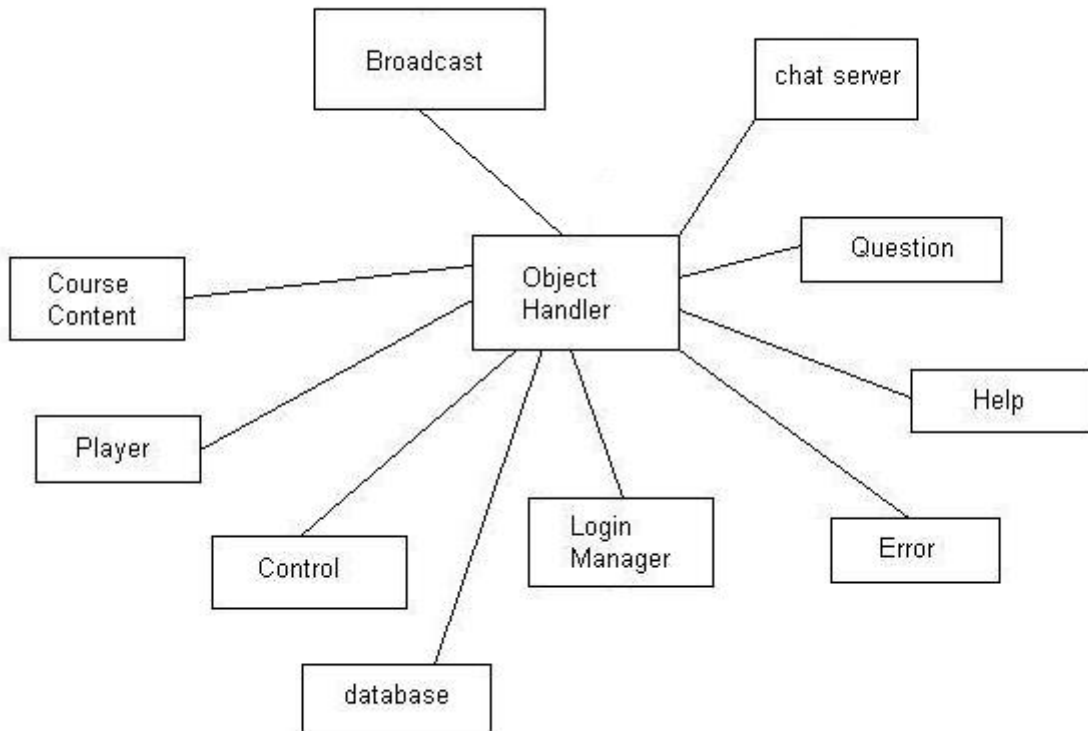 Broadcast
chat server
Object
Handler
Question
Course
Content
Help
Player
Login
Manager
Error
Control
database